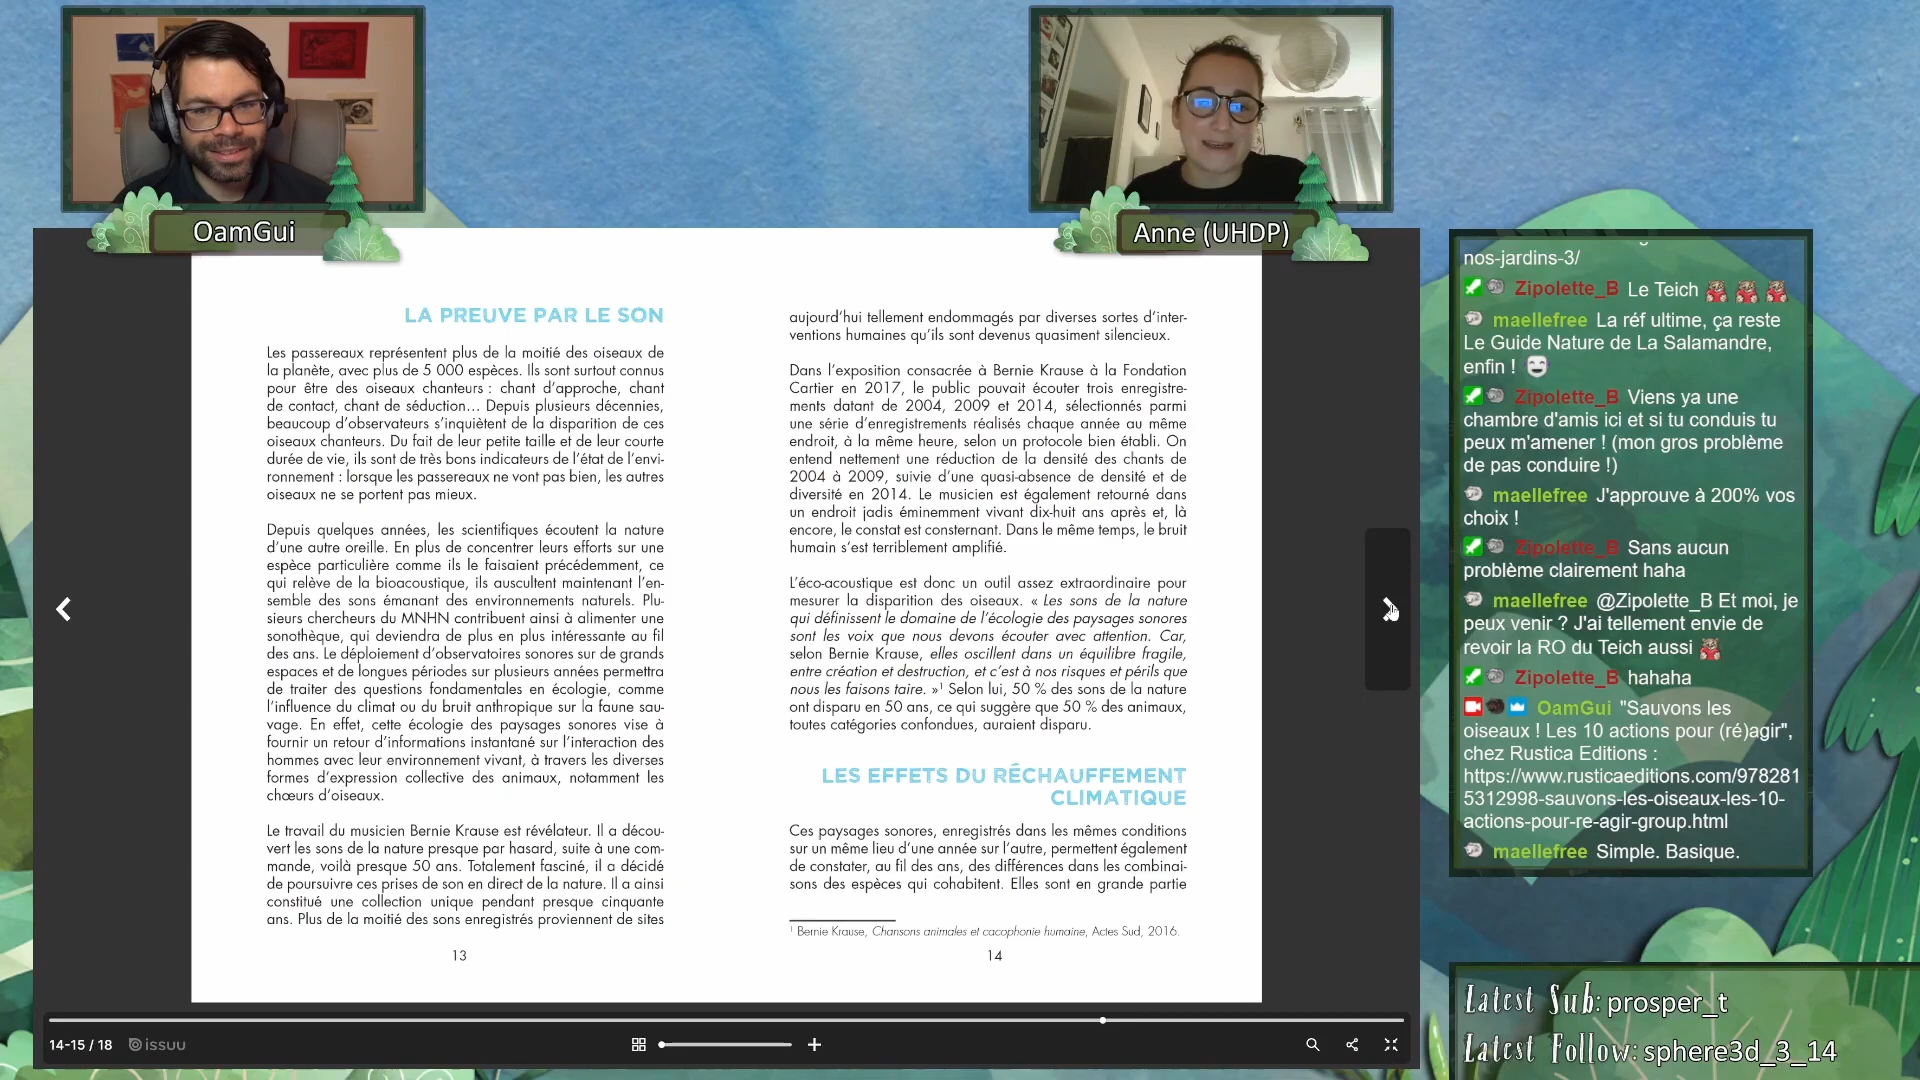 OamGui
Anne (UHDP)
LA PREUVE PAR LE SON
Les passereaux représentent plus de la moitié des oiseaux de
la planète, avec plus de 5 000 espèces. Ils sont surtout connus
pour être des oiseaux chanteurs : chant d’approche, chant
de contact, chant de séduction… Depuis plusieurs décennies,
beaucoup d’observateurs s’inquiètent de la disparition de ces
oiseaux chanteurs. Du fait de leur petite taille et de leur courte
durée de vie, ils sont de très bons indicateurs de l’état de l’envi-
ronnement : lorsque les passereaux ne vont pas bien, les autres
oiseaux ne se portent pas mieux.
Depuis quelques années, les scientifiques écoutent la nature
d’une autre oreille. En plus de concentrer leurs efforts sur une
espèce particulière comme ils le faisaient précédemment, ce
qui relève de la bioacoustique, ils auscultent maintenant l’en-
semble des sons émanant des environnements naturels. Plu-
sieurs chercheurs du MNHN contribuent ainsi à alimenter une
sonothèque, qui deviendra de plus en plus intéressante au fil
des ans. Le déploiement d’observatoires sonores sur de grands
espaces et de longues périodes sur plusieurs années permettra
de traiter des questions fondamentales en écologie, comme
l’influence du climat ou du bruit anthropique sur la faune sau-
vage. En effet, cette écologie des paysages sonores vise à
fournir un retour d’informations instantané sur l’interaction des
hommes avec leur environnement vivant, à travers les diverses
formes d’expression collective des animaux, notamment les
chœurs d’oiseaux.
Le travail du musicien Bernie Krause est révélateur. Il a décou-
vert les sons de la nature presque par hasard, suite à une com-
mande, voilà presque 50 ans. Totalement fasciné, il a décidé
de poursuivre ces prises de son en direct de la nature. Il a ainsi
constitué une collection unique pendant presque cinquante
ans. Plus de la moitié des sons enregistrés proviennent de sites
13
aujourd’hui tellement endommagés par diverses sortes d’inter-
ventions humaines qu’ils sont devenus quasiment silencieux.
Dans l’exposition consacrée à Bernie Krause à la Fondation
Cartier en 2017, le public pouvait écouter trois enregistre-
ments datant de 2004, 2009 et 2014, sélectionnés parmi
une série d’enregistrements réalisés chaque année au même
endroit, à la même heure, selon un protocole bien établi. On
entend nettement une réduction de la densité des chants de
2004 à 2009, suivie d’une quasi-absence de densité et de
diversité en 2014. Le musicien est également retourné dans
un endroit jadis éminemment vivant dix-huit ans après et, là
encore, le constat est consternant. Dans le même temps, le bruit
humain s’est terriblement amplifié.
L’éco-acoustique est donc un outil assez extraordinaire pour
mesurer la disparition des oiseaux. « Les sons de la nature
qui définissent le domaine de l’écologie des paysages sonores
sont les voix que nous devons écouter avec attention. Car,
selon Bernie Krause, elles oscillent dans un équilibre fragile,
entre création et destruction, et c’est à nos risques et périls que
nous les faisons taire. »¹ Selon lui, 50 % des sons de la nature
ont disparu en 50 ans, ce qui suggère que 50 % des animaux,
toutes catégories confondues, auraient disparu.
LES EFFETS DU RÉCHAUFFEMENT
CLIMATIQUE
Ces paysages sonores, enregistrés dans les mêmes conditions
sur un même lieu d’une année sur l’autre, permettent également
de constater, au fil des ans, des différences dans les combinai-
sons des espèces qui cohabitent. Elles sont en grande partie
¹ Bernie Krause, Chansons animales et cacophonie humaine, Actes Sud, 2016.
14
14-15 / 18 issuu
nos-jardins-3/
Zipolette_B Le Teich
maellefree La réf ultime, ça reste
Le Guide Nature de La Salamandre,
enfin !
Zipolette_B Viens ya une
chambre d'amis ici et si tu conduis tu
peux m'amener ! (mon gros problème
de pas conduire !)
maellefree J'approuve à 200% vos
choix !
Zipolette_B Sans aucun
problème clairement haha
maellefree @Zipolette_B Et moi, je
peux venir ? J'ai tellement envie de
revoir la RO du Teich aussi
Zipolette_B hahaha
OamGui "Sauvons les
oiseaux ! Les 10 actions pour (ré)agir",
chez Rustica Editions :
https://www.rusticaeditions.com/978281
5312998-sauvons-les-oiseaux-les-10-
actions-pour-re-agir-group.html
maellefree Simple. Basique.
Latest Sub: prosper_t
Latest Follow: sphere3d_3_14